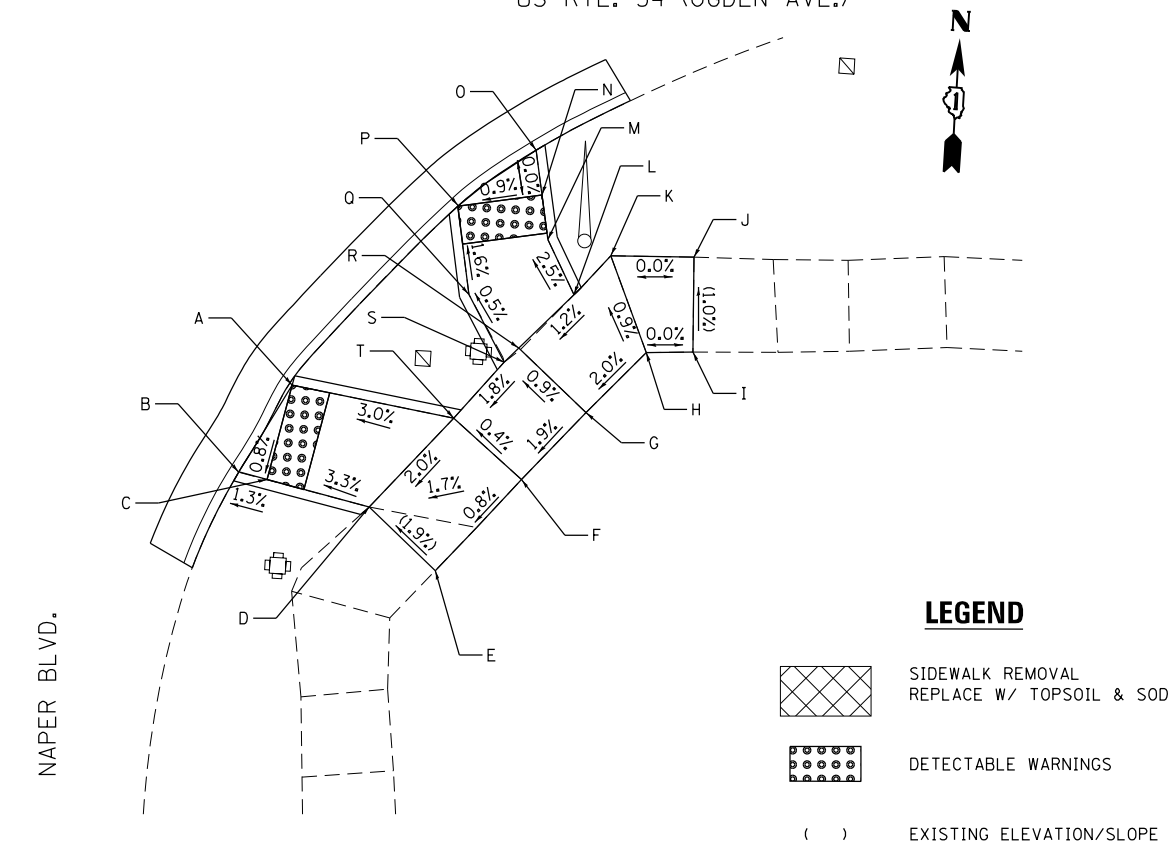 US RTE. 34 (OGDEN AVE.)
N
1
O
N
P
M
0.0%
0.9%
L
Q
K
J
1.6%
2.5%
R
0.0%
0.5%
(1.0%)
A
S
1.2%
0.9%
0.0%
T
2.0%
I
B
1.8%
0.9%
H
3.0%
0.4%
1.9%
G
0.8%
2.0%
3.3%
1.7%
C
1.3%
0.8%
F
(1.9%)
D
E
NAPER BLVD.
LEGEND
SIDEWALK REMOVAL
REPLACE W/ TOPSOIL & SOD
DETECTABLE WARNINGS
( ) EXISTING ELEVATION/SLOPE